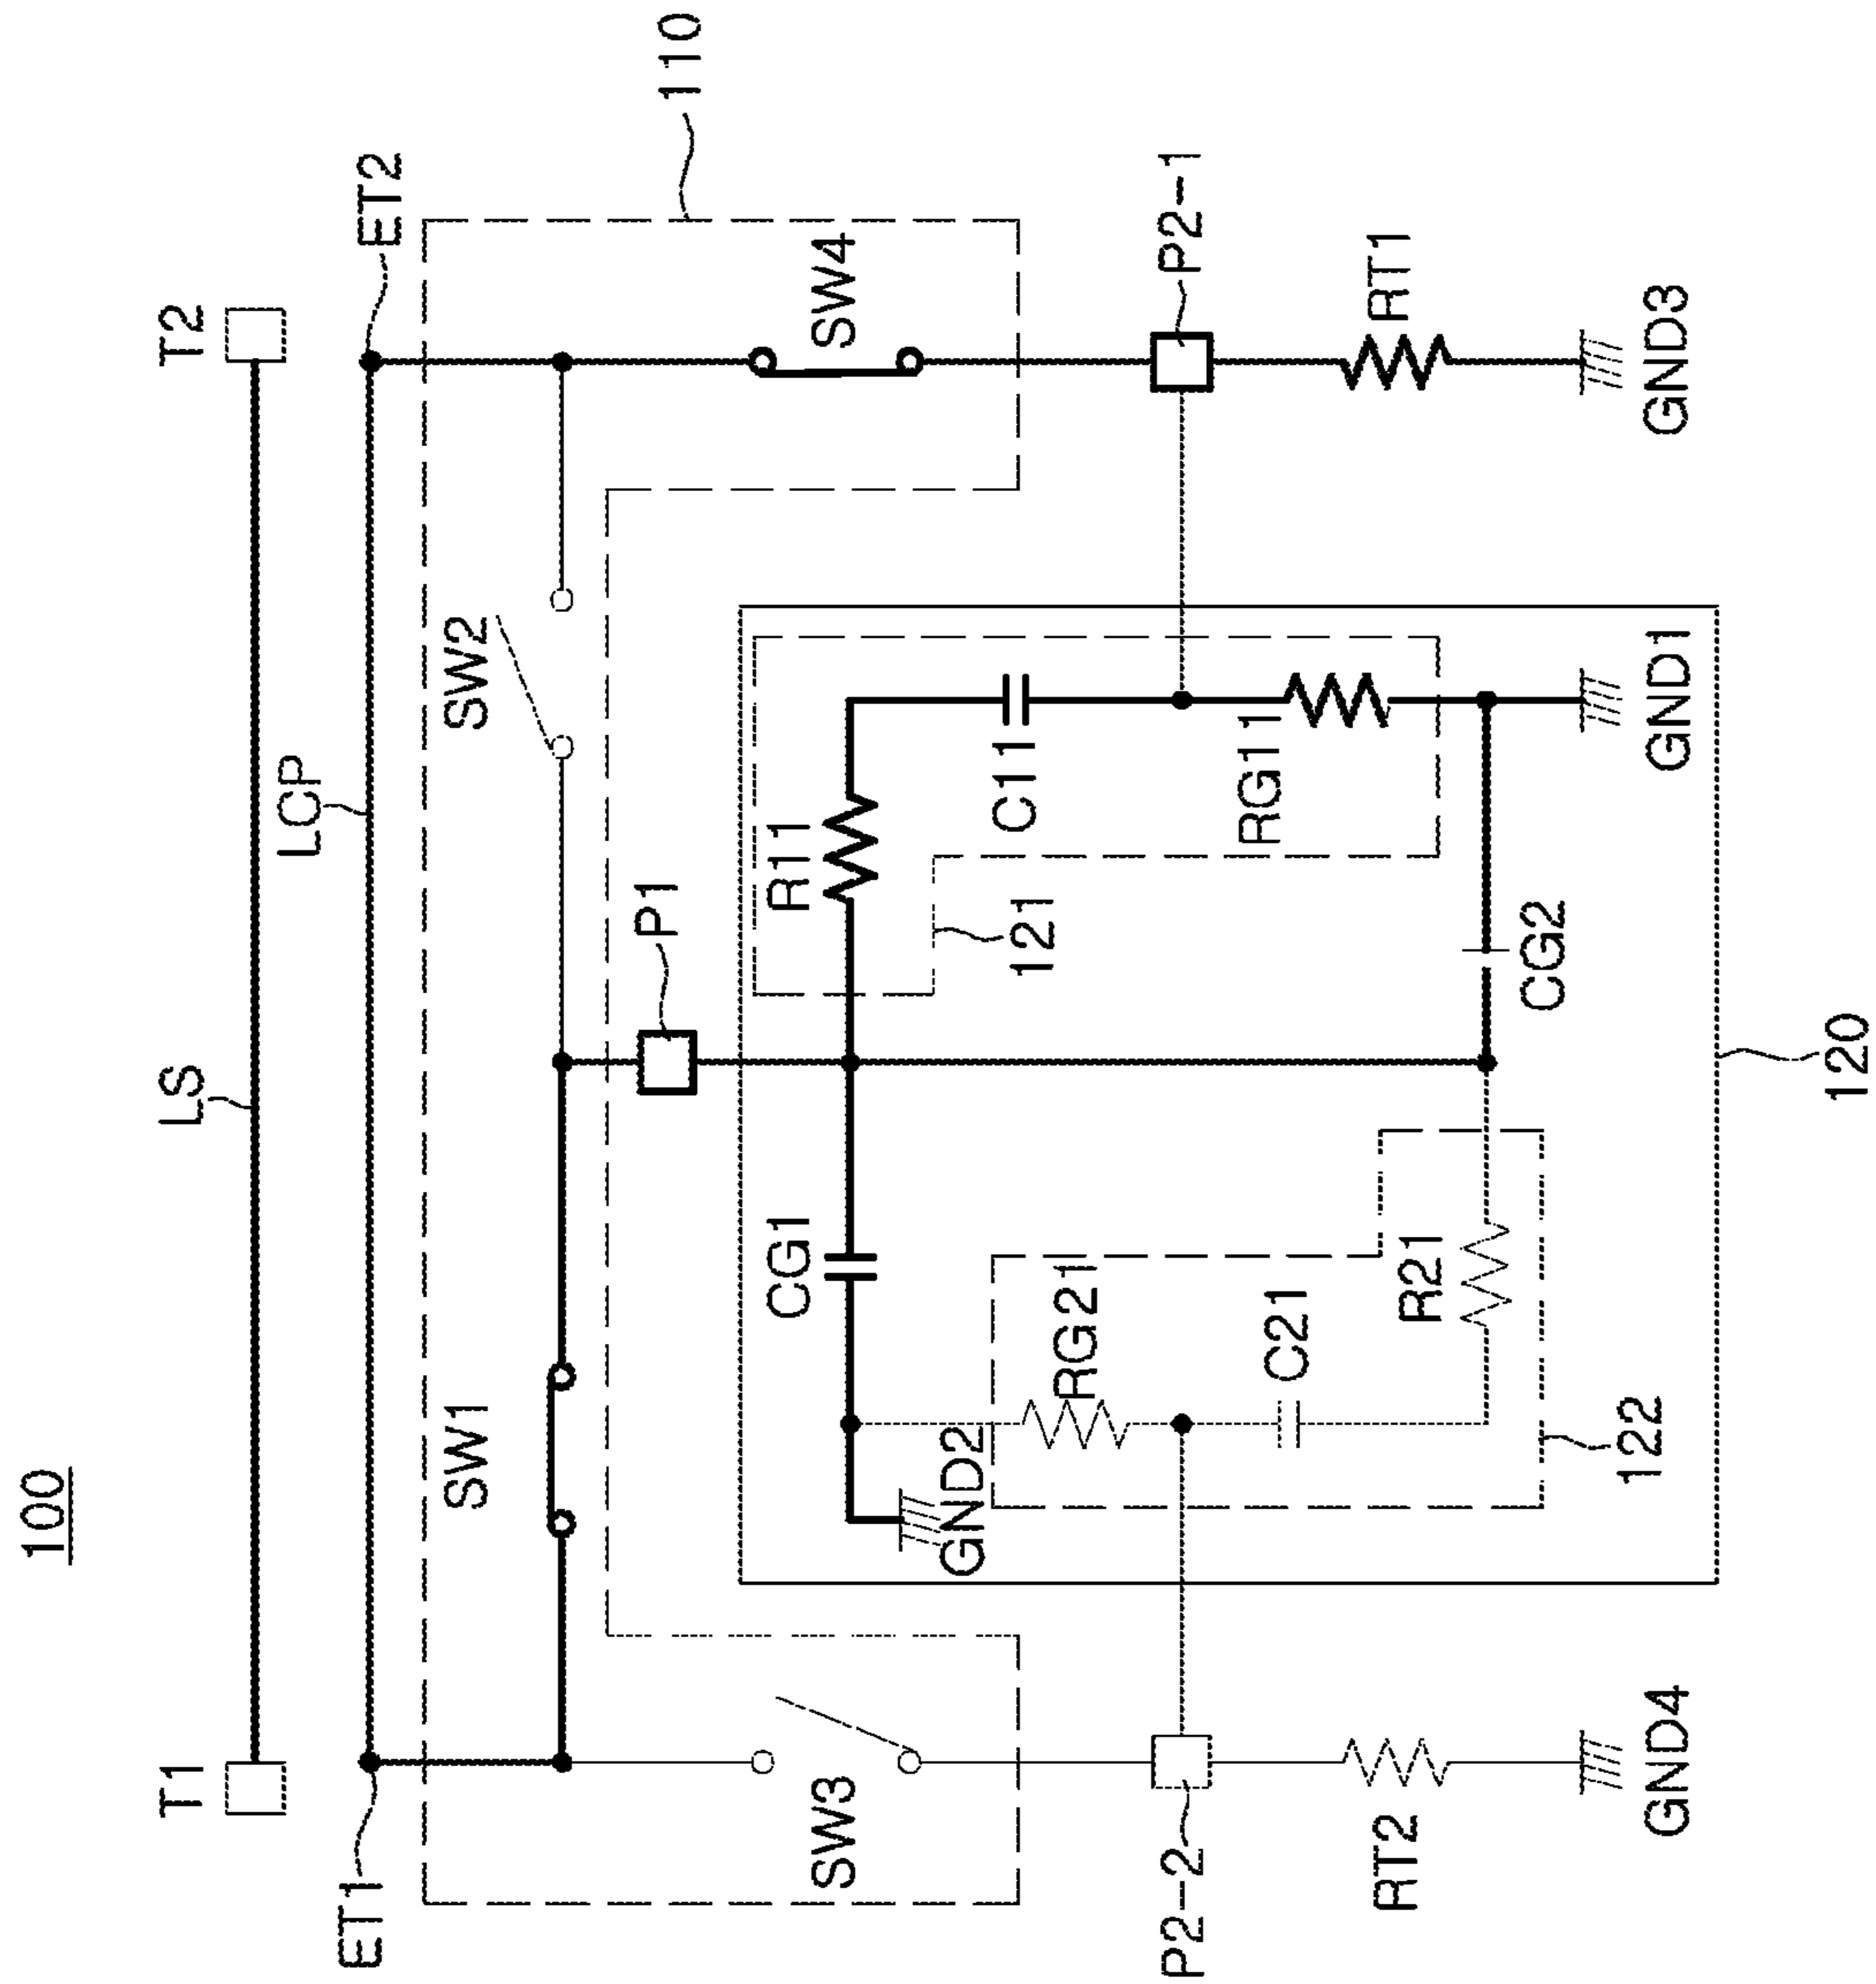 100
T1
LS
T2
LCP
ET1
ET2
SW1
SW2
110
P1
SW3
SW4
CG1
R11
GND2
RG21
121
C11
P2-2
P2-1
C21
RG11
RT2
R21
RT1
122
CG2
GND4
GND1
GND3
120